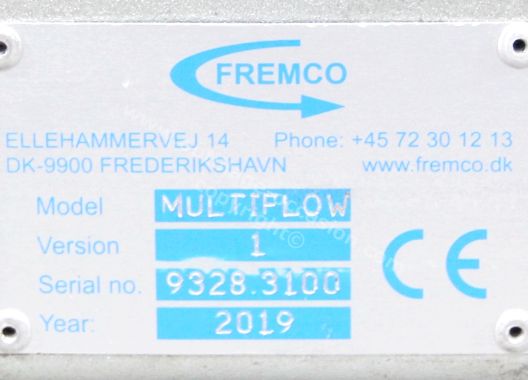 FREMCO
ELLEHAMMERVEJ 14 Phone: +45 72 30 12 13
DK-9900 FREDERIKSHAVN www.fremco.dk
Model MULTIFLOW
Version 1
Serial no. 9328.3100
Year: 2019
CE